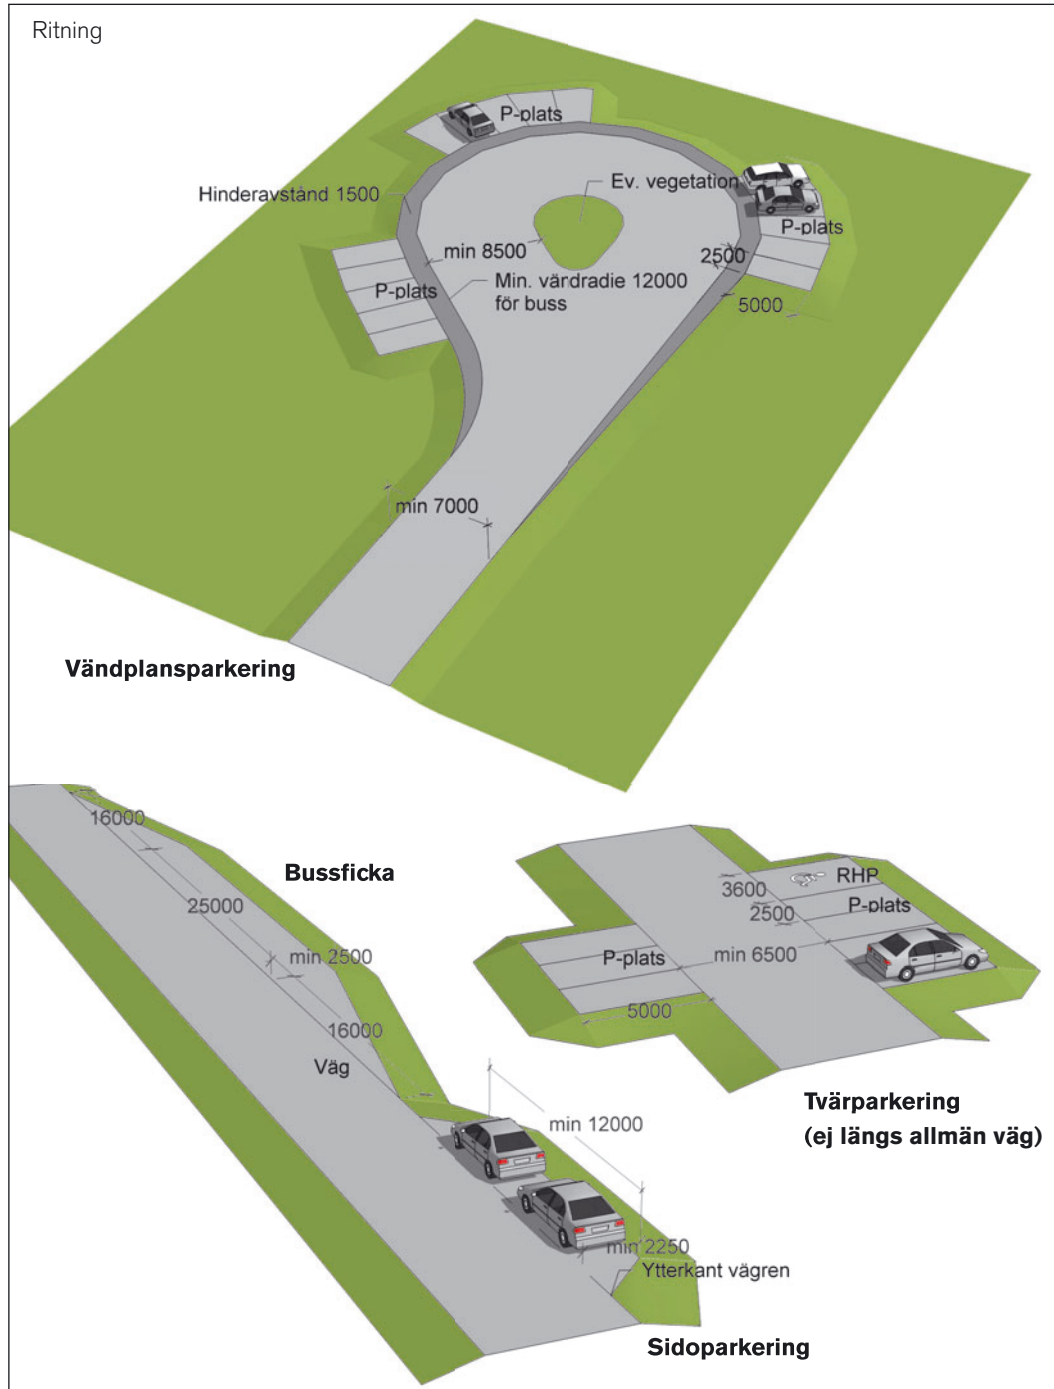 Ritning
P-plats
Ev. vegetation
Hinderavstånd 1500
P-plats
min 8500
2500
Min. vändradie 12000
för buss
P-plats
5000
min 7000
Vändplansparkering
16000
Bussficka
25000
min 2500
16000
Väg
min 12000
min 2250
Ytterkant vägren
Sidoparkering
3600
RHP
2500
P-plats
min 6500
P-plats
5000
Tvärparkering
(ej längs allmän väg)